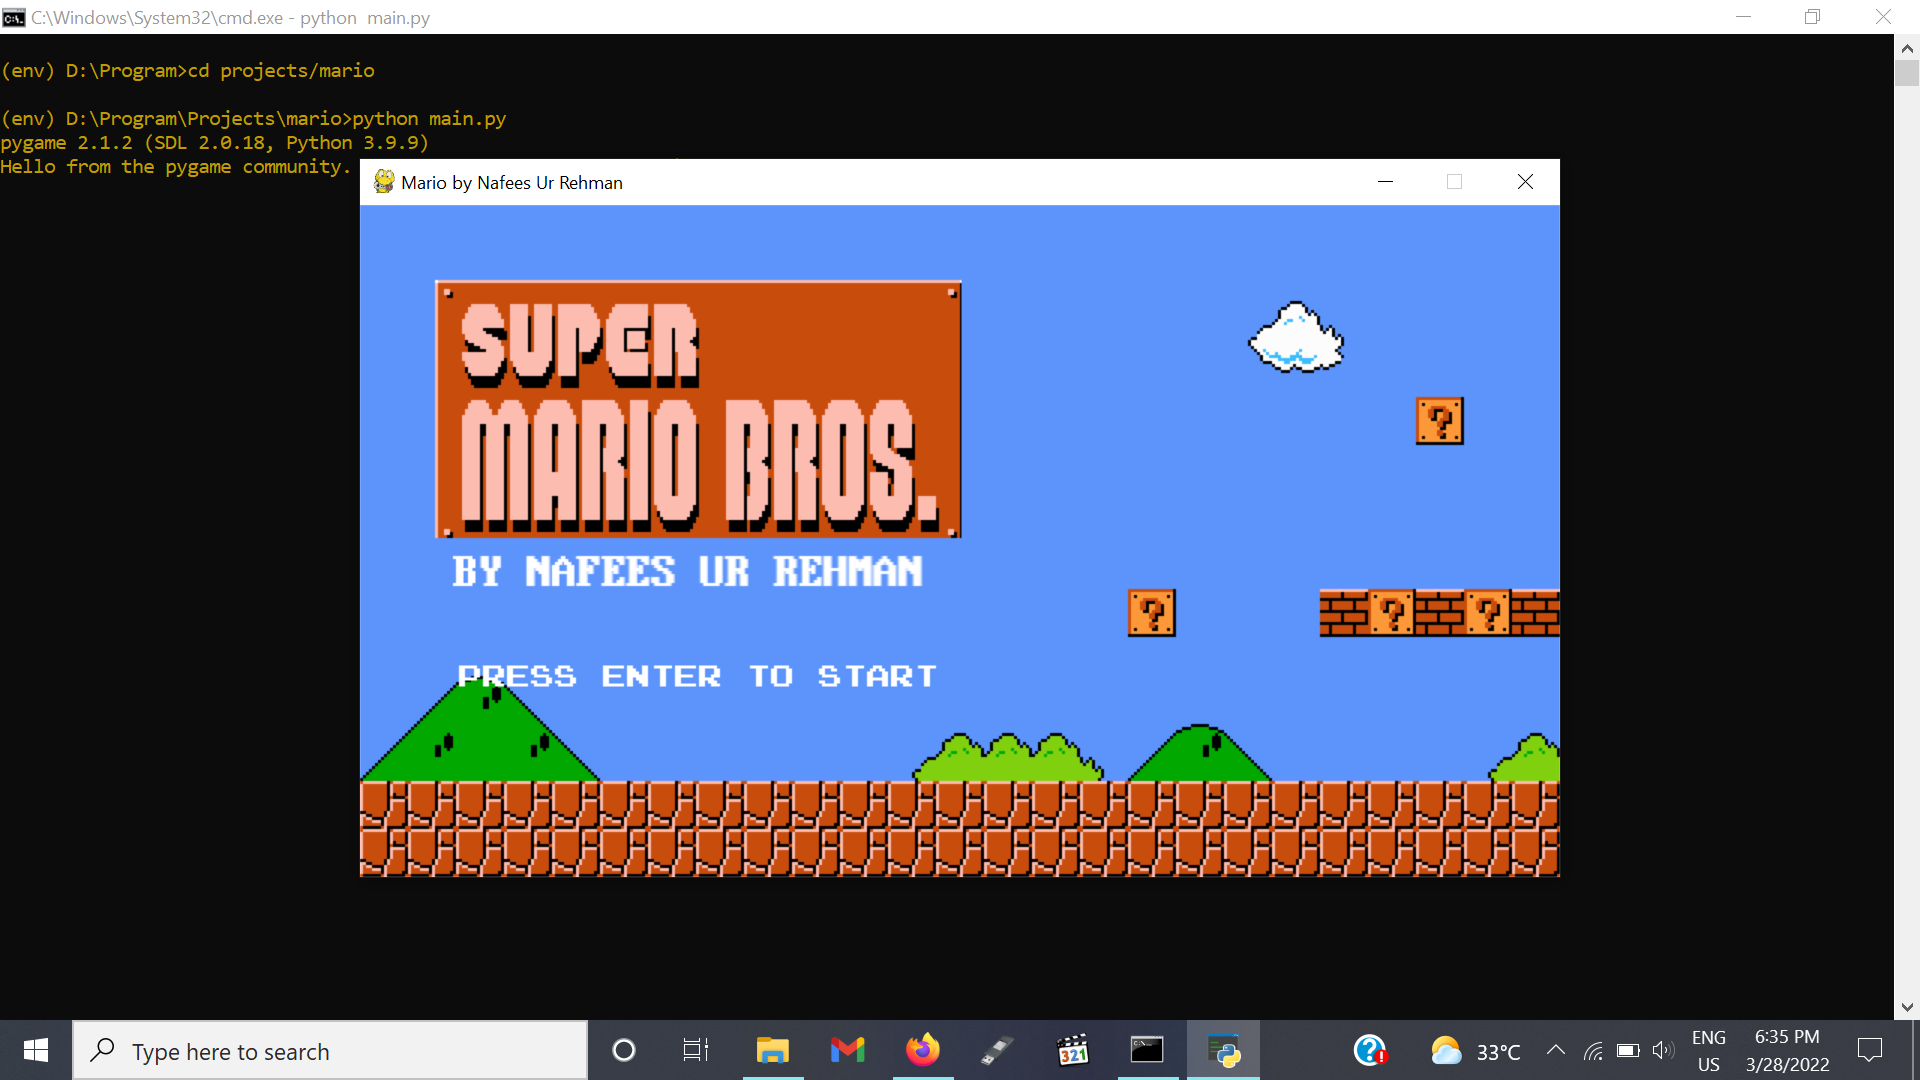 C:\Windows\System32\cmd.exe - python  main.py
(env) D:\Program>cd projects/mario
(env) D:\Program\Projects\mario>python main.py
pygame 2.1.2 (SDL 2.0.18, Python 3.9.9)
Hello from the pygame community.
Mario by Nafees Ur Rehman
SUPER
MARIO BROS.
BY NAFEES UR REHMAN
?
?
? ?
PRESS ENTER TO START
Type here to search
321
33°C
ENG
US
6:35 PM
3/28/2022